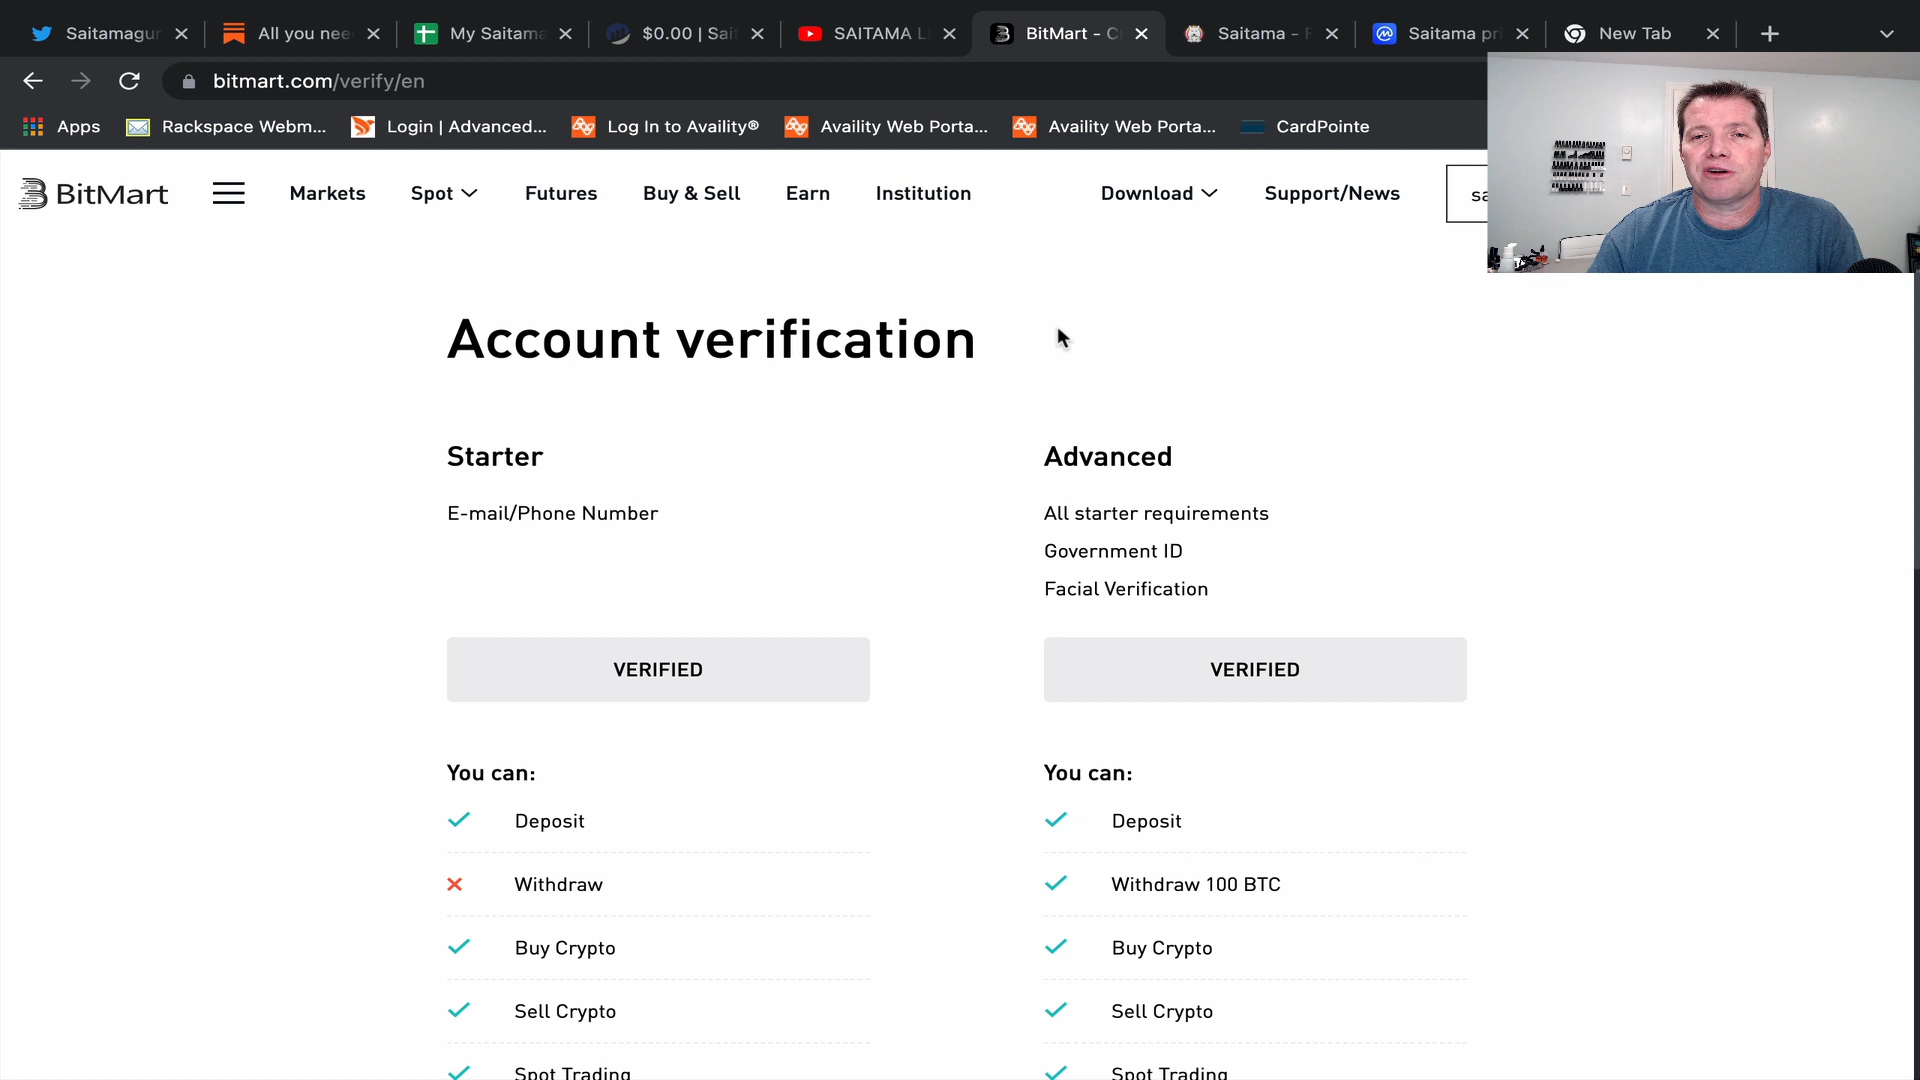 Saitamagur
All you nee
My Saitama
$0.00 | Sai
SAITAMA L
BitMart - C
Saitama -
Saitama pri
New Tab
bitmart.com/verify/en
Apps
Rackspace Webm...
Login | Advanced...
Log In to Availity®
Availity Web Porta...
Availity Web Porta...
CardPointe
BitMart
Markets
Spot
Futures
Buy & Sell
Earn
Institution
Download
Support/News
sa
Account verification
Starter
E-mail/Phone Number
VERIFIED
You can:
Deposit
Withdraw
Buy Crypto
Sell Crypto
Spot Trading
Advanced
All starter requirements
Government ID
Facial Verification
VERIFIED
You can:
Deposit
Withdraw 100 BTC
Buy Crypto
Sell Crypto
Spot Trading